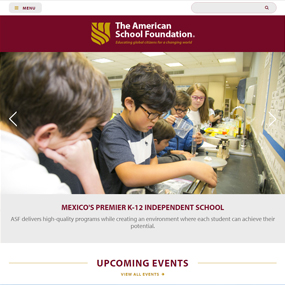 MENU
The American
School Foundation®
Educating global citizens for a changing world
MEXICO'S PREMIER K-12 INDEPENDENT SCHOOL
ASF delivers high-quality programs while creating an environment where each student can achieve their
potential.
UPCOMING EVENTS
VIEW ALL EVENTS